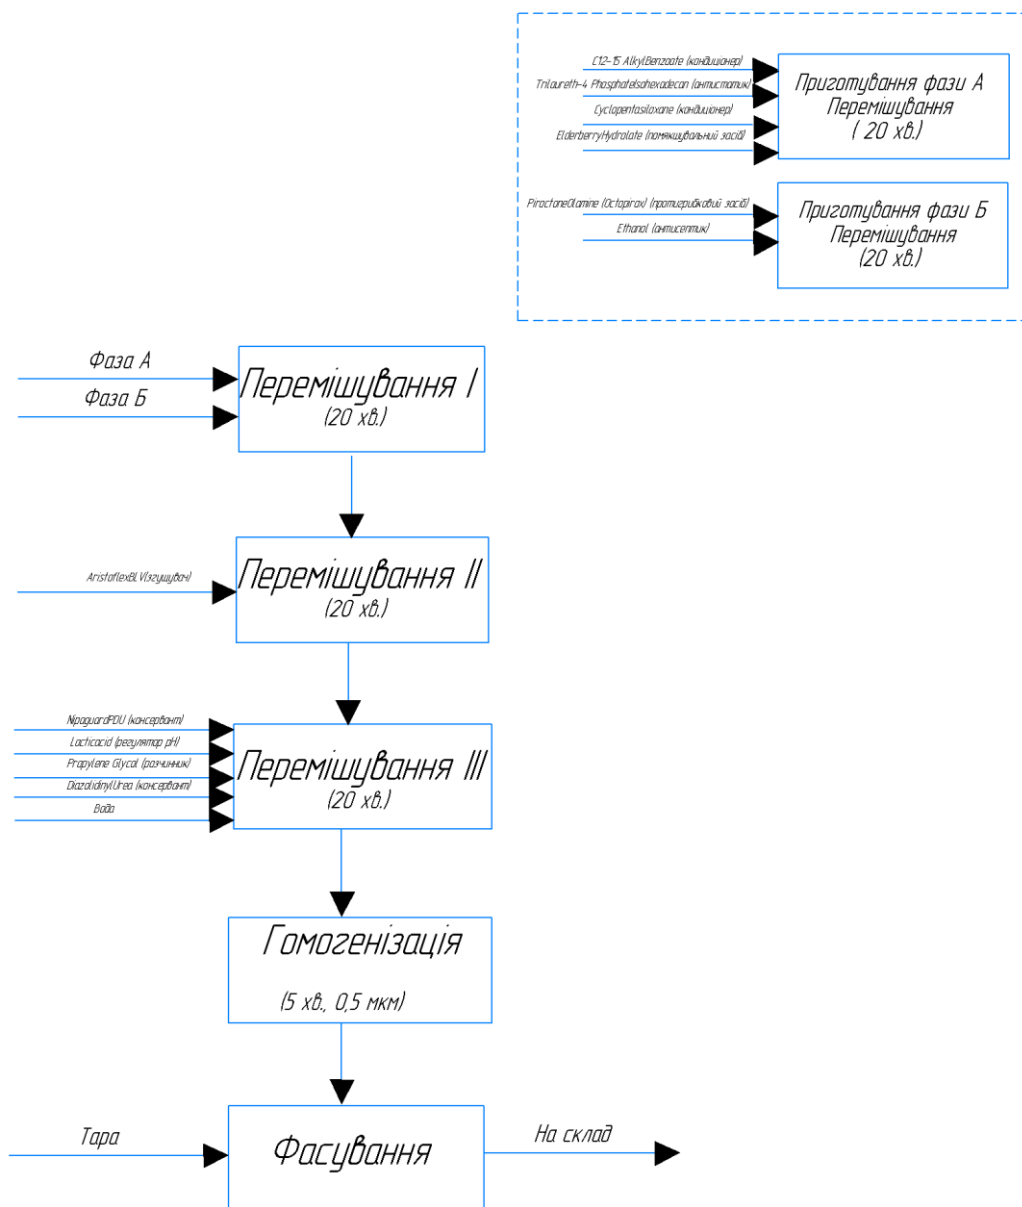 C12-15 AlkylBenzoate (кондиціонер)
Trilaureth-4 PhosphateIsohexadecan (антистатик)
Cyclopentasiloxane (кондиціонер)
ElderberryHydrolate (помякшувальний засіб)
Приготування фази А
Перемішування
( 20 хв.)
PiroctoneOlamine (Octopirox) (протигрибковий засіб)
Ethanol (антисептик)
Приготування фази Б
Перемішування
(20 хв.)
Фаза А
Фаза Б
Перемішування I
(20 хв.)
AristoflexBLV(згущувач)
Перемішування II
(20 хв.)
NipaguardPDU (консервант)
Lacticacid (регулятор pH)
Propylene Glycol (розчинник)
DiazolidinylUrea (консервант)
Вода
Перемішування III
(20 хв.)
Гомогенізація
(5 хв., 0,5 мкм)
Тара
Фасування
На склад